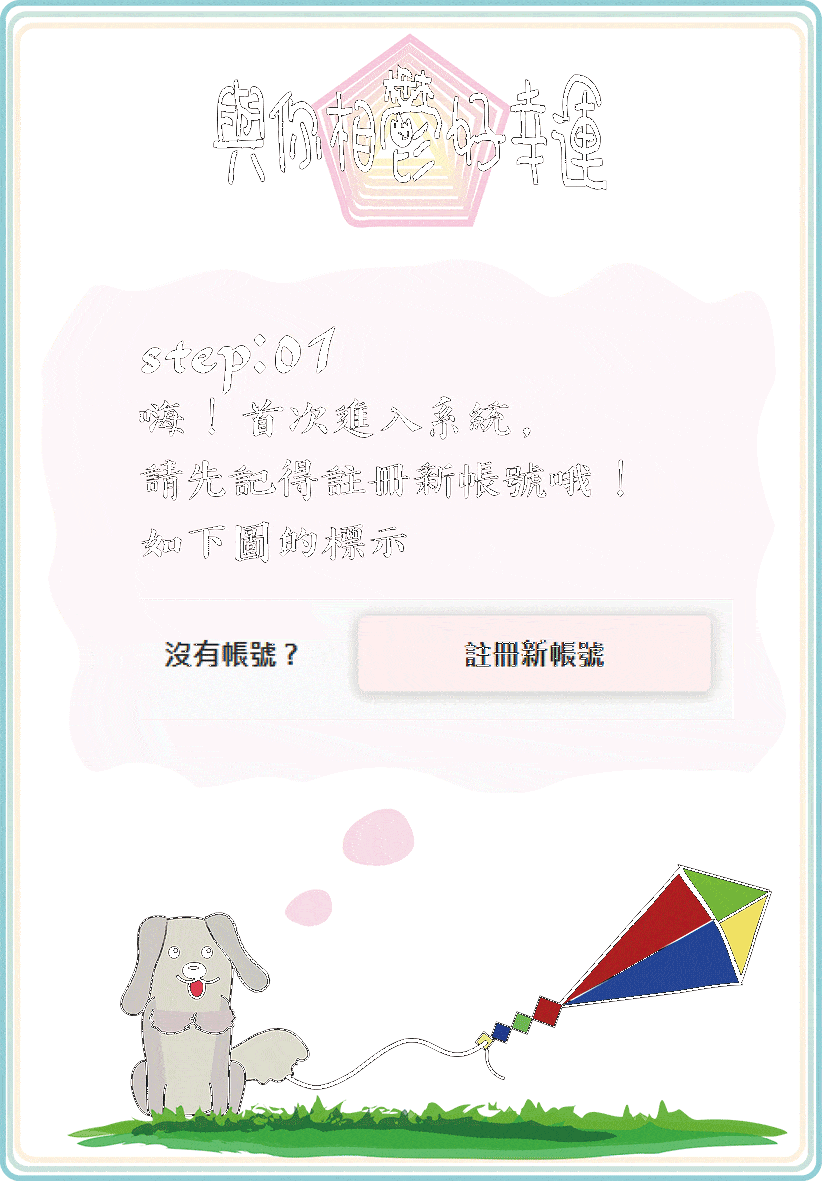 與你相鬱好幸運
step:01
嗨！首次進入系統，
請先記得註冊新帳號哦！
如下圖的標示
沒有帳號？ 註冊新帳號